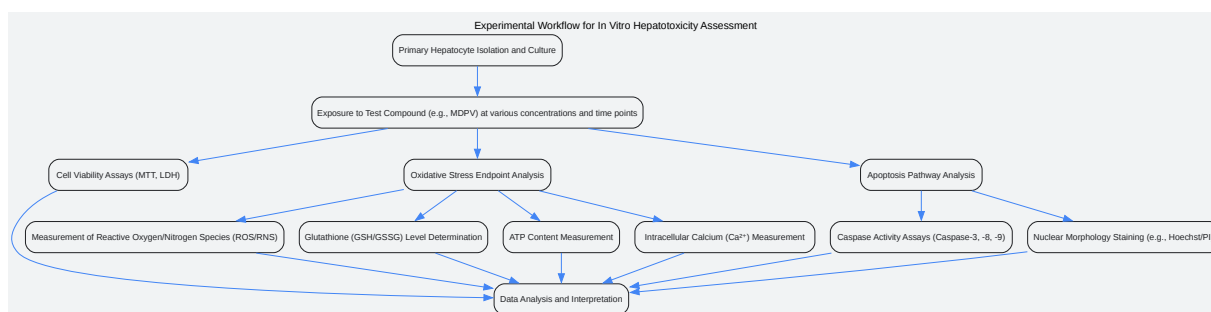 Experimental Workflow for In Vitro Hepatotoxicity Assessment
Primary Hepatocyte Isolation and Culture
Exposure to Test Compound (e.g., MDPV) at various concentrations and time points
Cell Viability Assays (MTT, LDH)
Oxidative Stress Endpoint Analysis
Apoptosis Pathway Analysis
Measurement of Reactive Oxygen/Nitrogen Species (ROS/RNS)
Glutathione (GSH/GSSG) Level Determination
ATP Content Measurement
Intracellular Calcium (Ca²⁺) Measurement
Caspase Activity Assays (Caspase-3, -8, -9)
Nuclear Morphology Staining (e.g., Hoechst/PI
Data Analysis and Interpretation